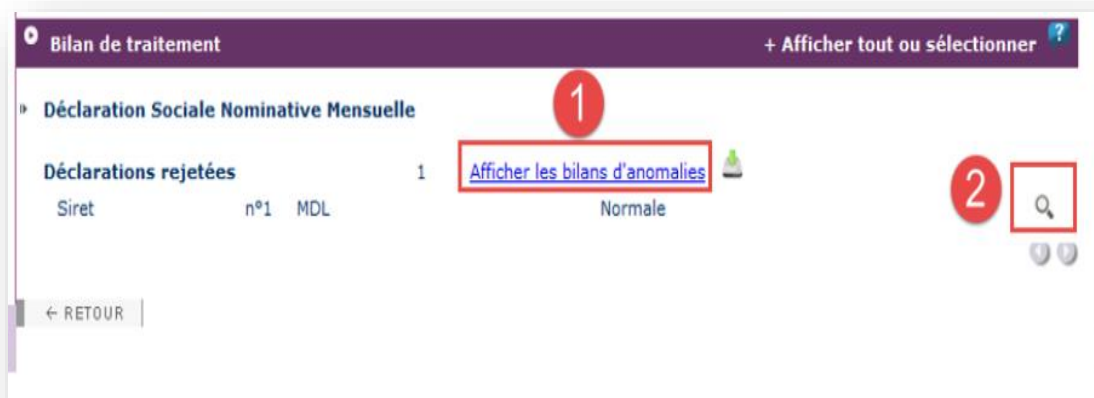 Bilan de traitement + Afficher tout ou sélectionner ?
Déclaration Sociale Nominative Mensuelle
1
Déclarations rejetées 1 Afficher les bilans d'anomalies
2
Siret n°1 MDL Normale
← RETOUR